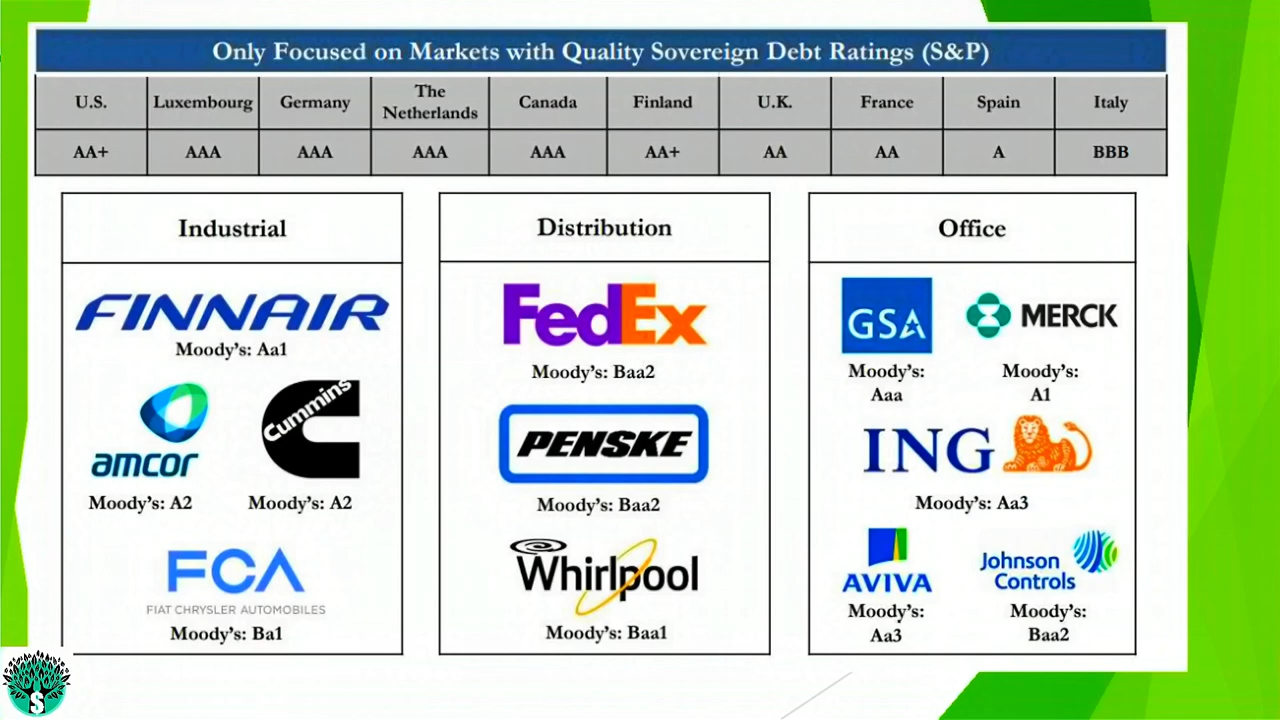 Only Focused on Markets with Quality Sovereign Debt Ratings (S&P)
U.S. Luxembourg Germany The Netherlands Canada Finland U.K. France Spain Italy
AA+ AAA AAA AAA AAA AA+ AA AA A BBB
Industrial
FINNAIR
Moody's: Aa1
amcor
Moody's: A2
Cummins
Moody's: A2
FCA
FIAT CHRYSLER AUTOMOBILES
Moody's: Ba1
Distribution
FedEx
Moody's: Baa2
PENSKE
Moody's: Baa2
Whirlpool
Moody's: Baa1
Office
GSA
Moody's:
Aaa
MERCK
Moody's:
A1
ING
Moody's: Aa3
AVIVA
Moody's:
Aa3
Johnson
Controls
Moody's:
Baa2
$